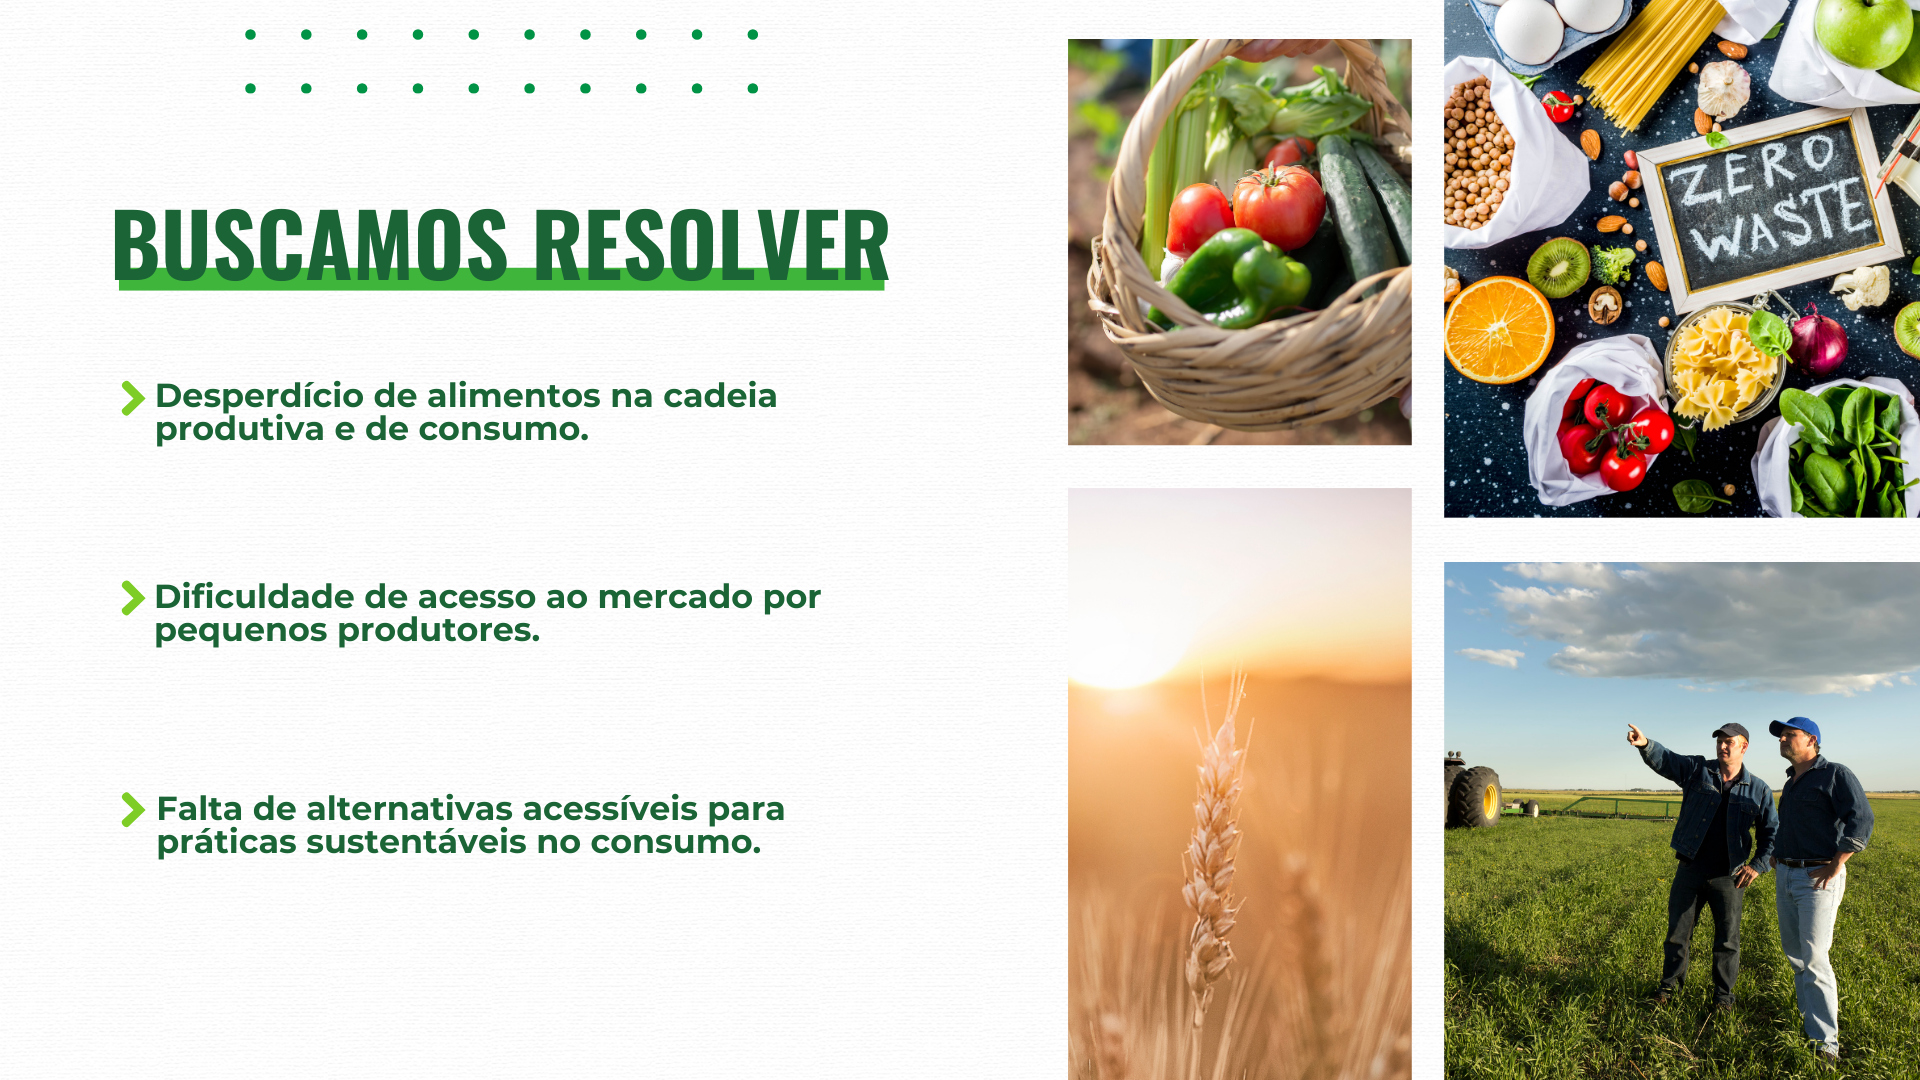 BUSCAMOS RESOLVER
Desperdício de alimentos na cadeia
produtiva e de consumo.
Dificuldade de acesso ao mercado por
pequenos produtores.
Falta de alternativas acessíveis para
práticas sustentáveis no consumo.
ZERO
WASTE